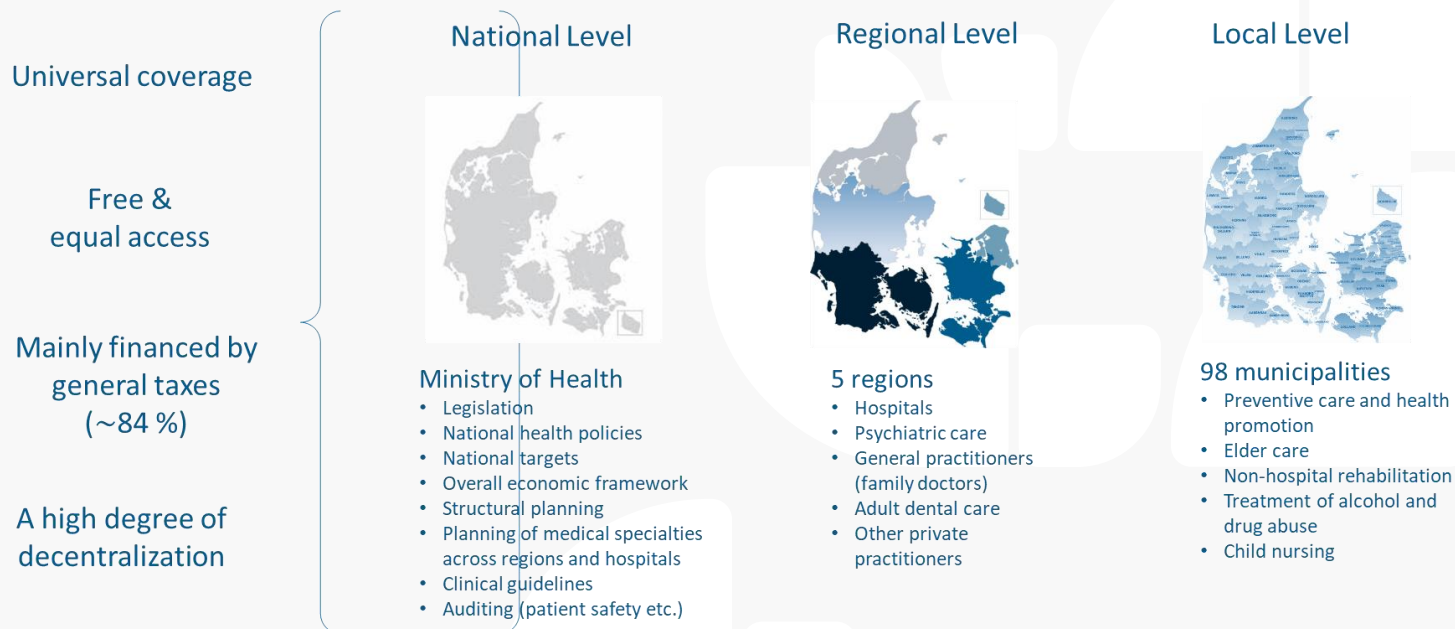 Universal coverage
Free &
equal access
Mainly financed by
general taxes
(~84 %)
A high degree of
decentralization
National Level
Ministry of Health
• Legislation
• National health policies
• National targets
• Overall economic framework
• Structural planning
• Planning of medical specialties
across regions and hospitals
• Clinical guidelines
• Auditing (patient safety etc.)
Regional Level
5 regions
• Hospitals
• Psychiatric care
• General practitioners
(family doctors)
• Adult dental care
• Other private
practitioners
Local Level
98 municipalities
• Preventive care and health
promotion
• Elder care
• Non-hospital rehabilitation
• Treatment of alcohol and
drug abuse
• Child nursing